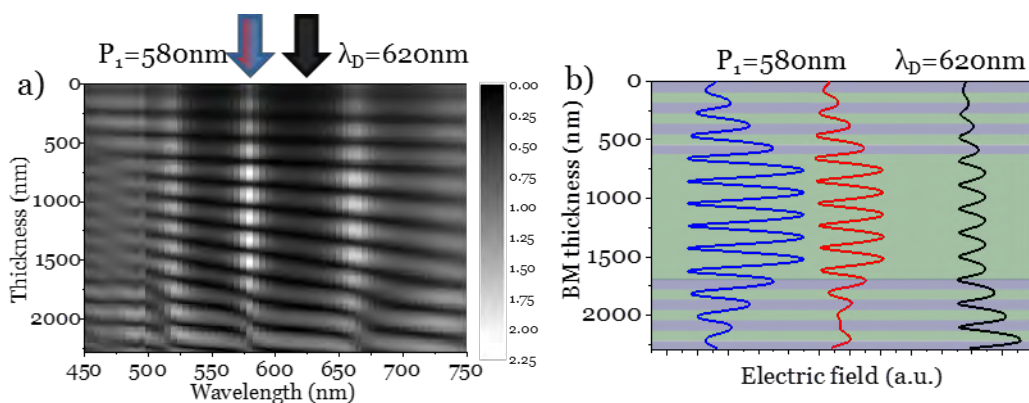 P₁=580nm
λ_D=620nm
a)
0
500
1000
1500
2000
Thickness (nm)
450
500
550
600
650
700
750
Wavelength (nm)
0.00
0.25
0.50
0.75
1.00
1.25
1.50
1.75
2.00
2.25
P₁=580nm
λ_D=620nm
b)
0
500
1000
1500
2000
BM thickness (nm)
Electric field (a.u.)